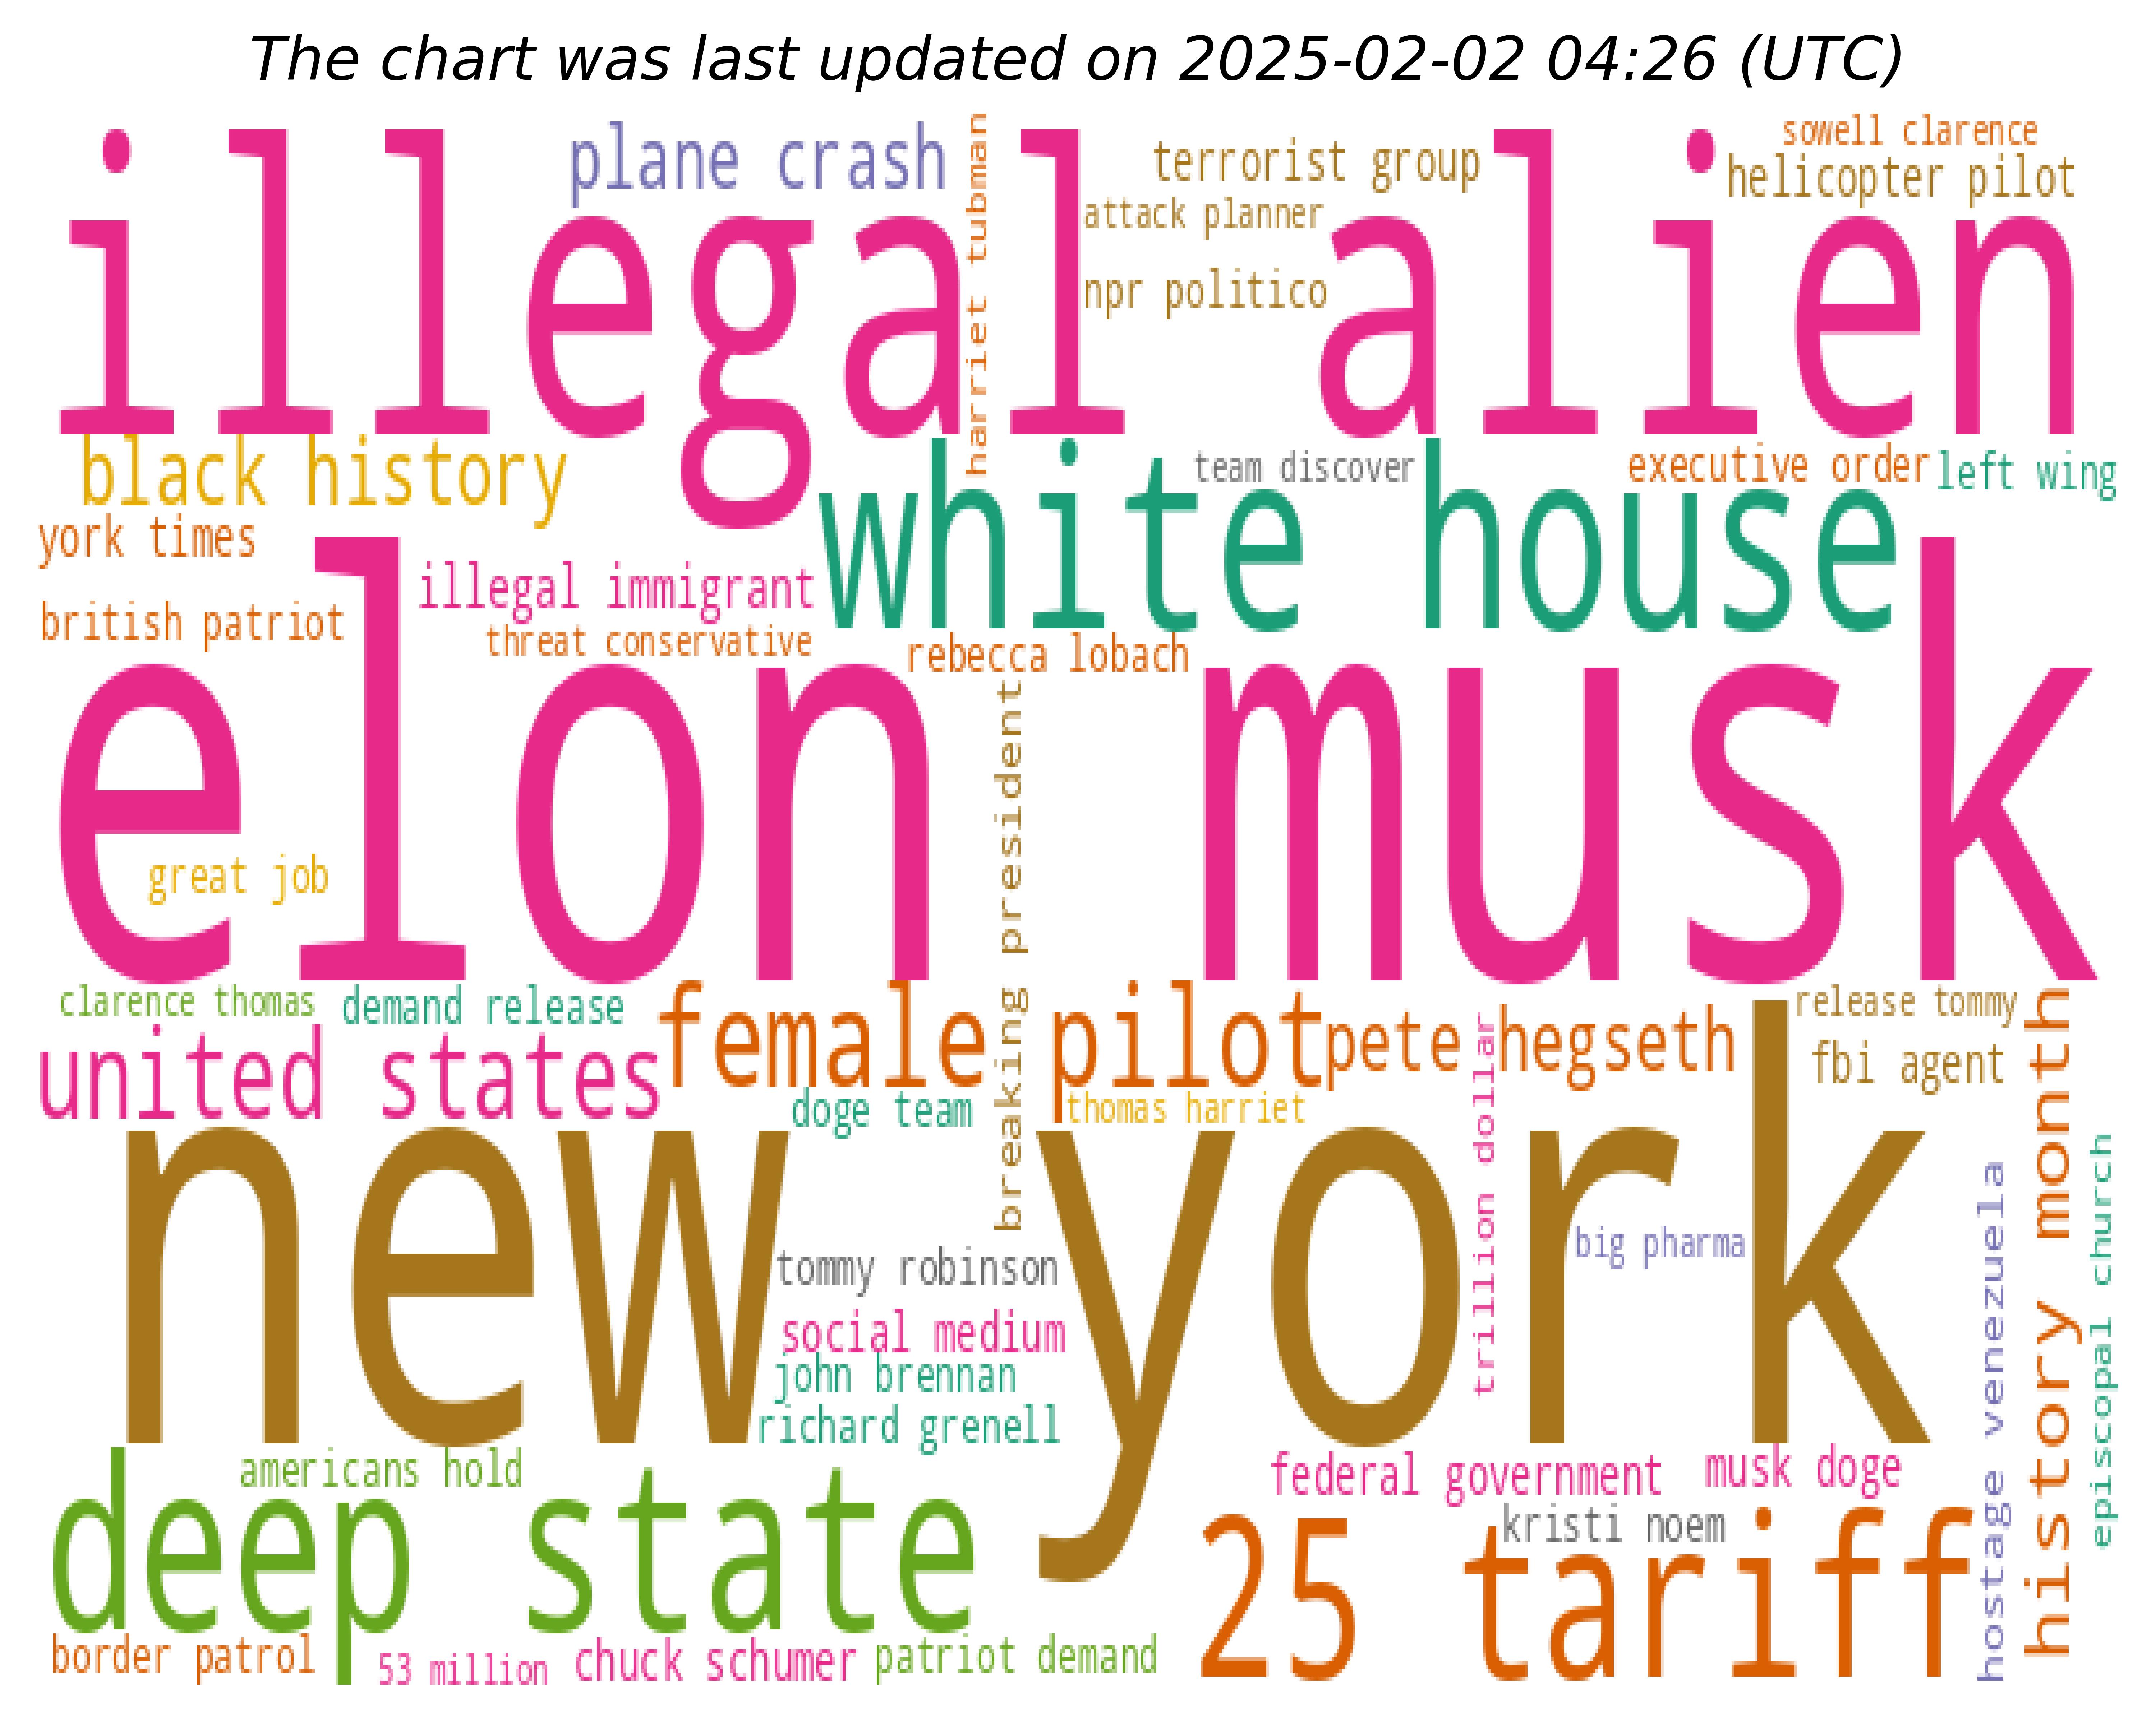 The chart was last updated on 2025-02-02 04:26 (UTC)
sowell clarence
plane crash
terrorist group
helicopter pilot
harriet tubman
attack planner
npr politico
illegal alien
black history
team discover
executive order
left wing
york times
white house
illegal immigrant
british patriot
threat conservative
rebecca lobach
elon musk
great job
breaking president
clarence thomas
demand release
release tommy
female pilot
pete hegseth
united states
fbi agent
doge team
thomas harriet
new york
trillion dollar
big pharma
tommy robinson
social medium
john brennan
richard grenell
hostage venezuela
history month
episcopal church
americans hold
federal government
musk doge
deep state
kristi noem
25 tariff
border patrol
53 million
chuck schumer
patriot demand